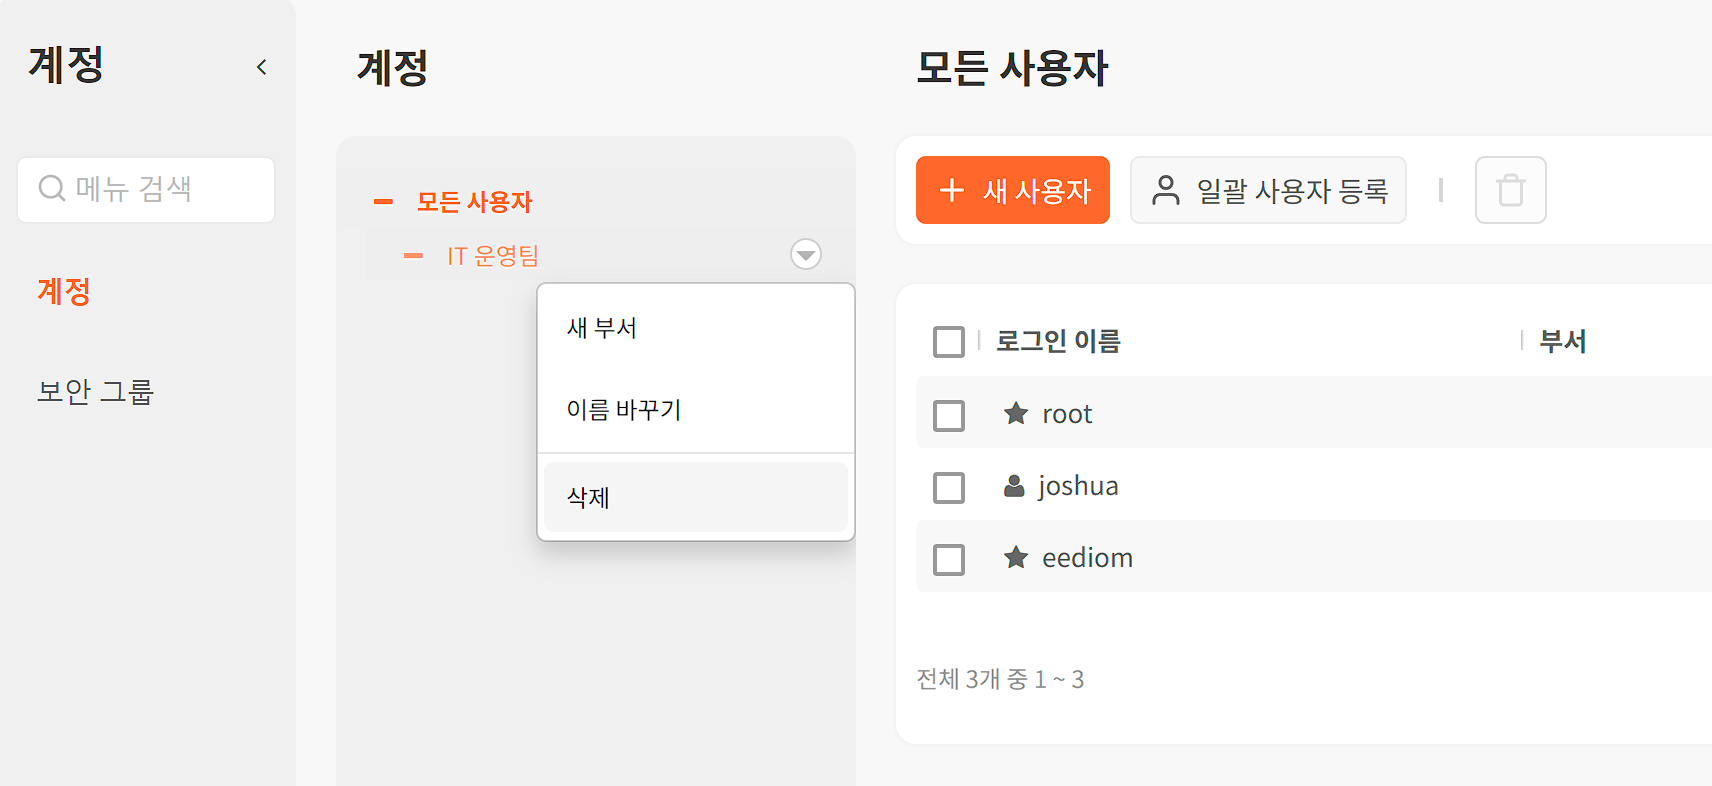 계정
메뉴 검색
계정
보안 그룹
계정
모든 사용자
IT 운영팀
새 부서
이름 바꾸기
삭제
모든 사용자
새 사용자
일괄 사용자 등록
로그인 이름 부서
root
joshua
eediom
전체 3개 중 1 ~ 3